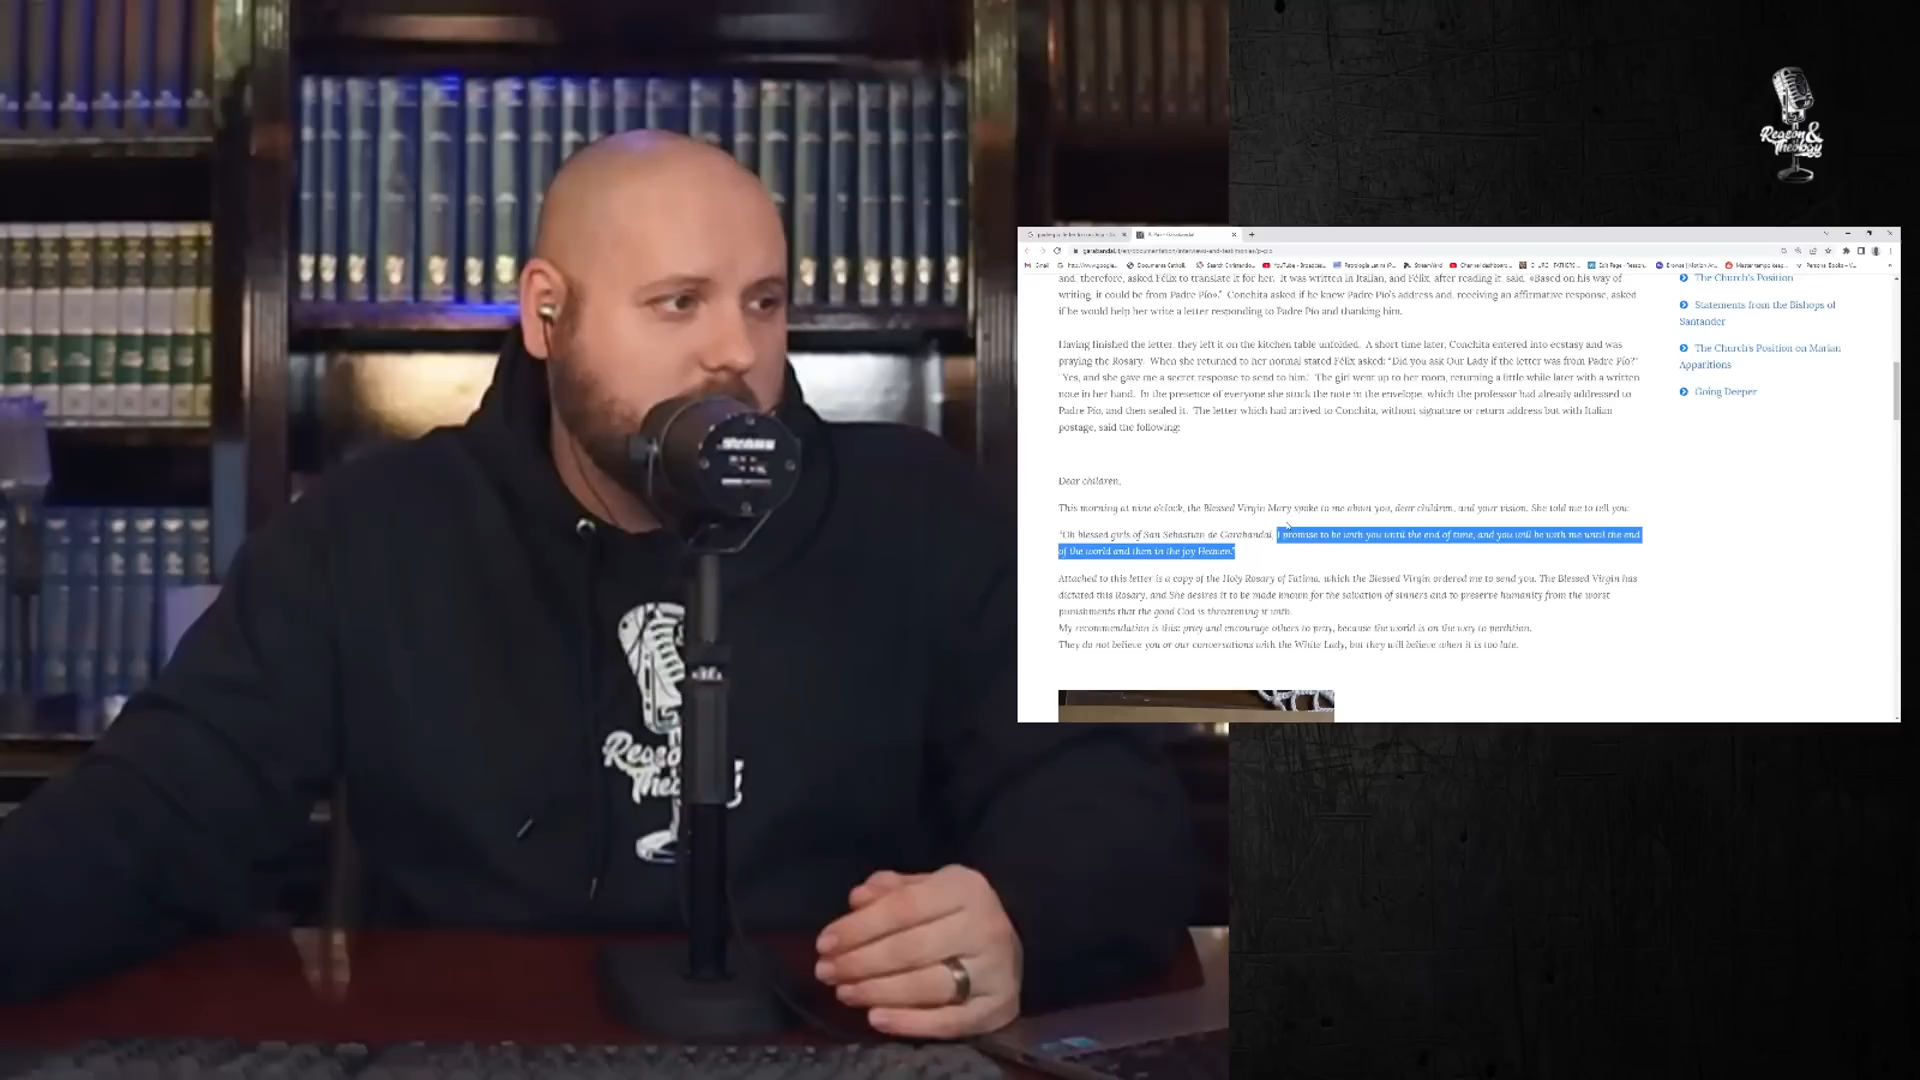 Reason &
Theology
garabandal.it/en/documentation/interviews-and-testimonies/p-pio
Gmail
and, therefore, asked Félix to translate it for her. It was written in Italian, and Félix, after reading it, said, «Based on his way of
writing, it could be from Padre Pío».” Conchita asked if he knew Padre Pío's address and, receiving an affirmative response, asked
if he would help her write a letter responding to Padre Pío and thanking him.
Having finished the letter, they left it on the kitchen table unfolded. A short time later, Conchita entered into ecstasy and was
praying the Rosary. When she returned to her normal stated Félix asked: “Did you ask Our Lady if the letter was from Padre Pío?”
“Yes, and she gave me a secret response to send to him.” The girl went up to her room, returning a little while later with a written
note in her hand. In the presence of everyone she stuck the note in the envelope, which the professor had already addressed to
Padre Pío, and then sealed it. The letter which had arrived to Conchita, without signature or return address but with Italian
postage, said the following:
Dear children,
This morning at nine o'clock, the Blessed Virgin Mary spoke to me about you, dear children, and your vision. She told me to tell you:
“Oh blessed girls of San Sebastian de Garabandal, I promise to be with you until the end of time, and you will be with me until the end
of the world and then in the joy Heaven.”
Attached to this letter is a copy of the Holy Rosary of Fatima, which the Blessed Virgin ordered me to send you. The Blessed Virgin has
dictated this Rosary, and She desires it to be made known for the salvation of sinners and to preserve humanity from the worst
punishments that the good God is threatening it with.
My recommendation is this: pray and encourage others to pray, because the world is on the way to perdition.
They do not believe you or our conversations with the White Lady, but they will believe when it is too late.
The Church's Position
Statements from the Bishops of
Santander
The Church's Position on Marian
Apparitions
Going Deeper